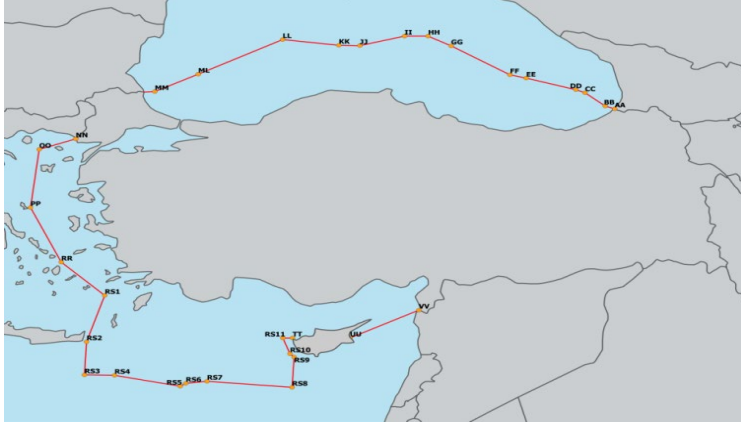 LL
KK
JJ
II
HH
GG
ML
MM
FF
EE
DD
CC
BB
AA
NN
OO
PP
RR
RS1
RS2
RS3
RS4
RS5
RS6
RS7
RS8
RS9
RS10
RS11
TT
UU
VV